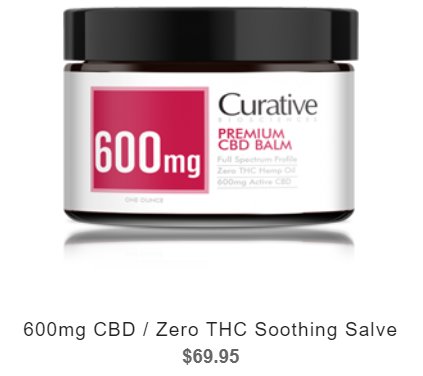 600mg
ONE OUNCE
Curative
BIOSCIENCES
PREMIUM
CBD BALM
Full Spectrum Profile
Zero THC Hemp Oil
600mg Active CBD
600mg CBD / Zero THC Soothing Salve
$69.95